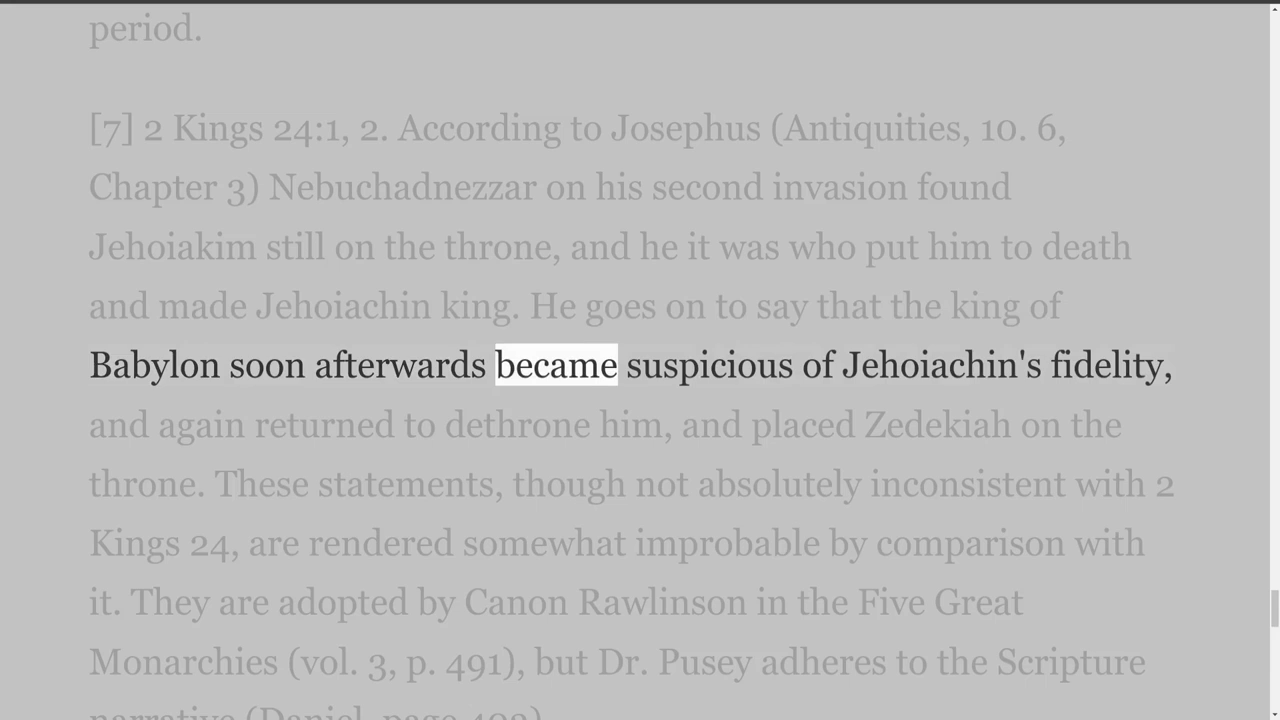 period.
[7] 2 Kings 24:1, 2. According to Josephus (Antiquities, 10. 6,
Chapter 3) Nebuchadnezzar on his second invasion found
Jehoiakim still on the throne, and he it was who put him to death
and made Jehoiachin king. He goes on to say that the king of
Babylon soon afterwards became suspicious of Jehoiachin's fidelity,
and again returned to dethrone him, and placed Zedekiah on the
throne. These statements, though not absolutely inconsistent with 2
Kings 24, are rendered somewhat improbable by comparison with
it. They are adopted by Canon Rawlinson in the Five Great
Monarchies (vol. 3, p. 491), but Dr. Pusey adheres to the Scripture
narrative (Daniel, page